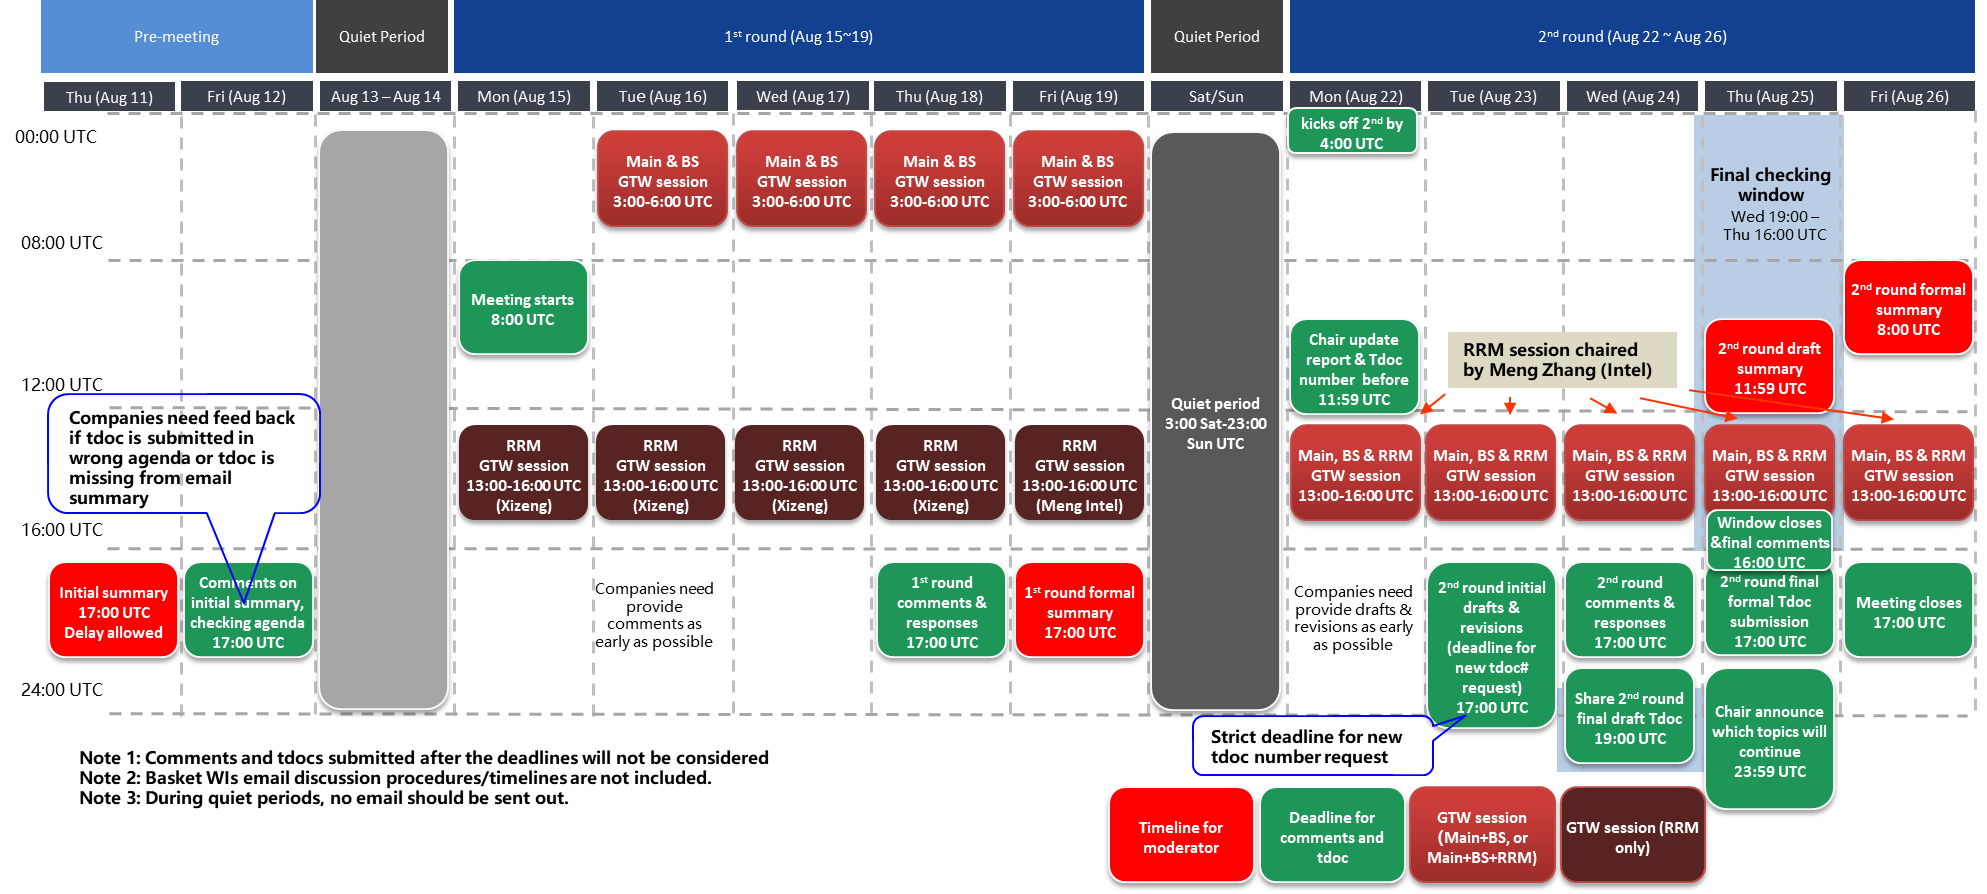 Pre-meeting
Quiet Period
1st round (Aug 15~19)
Quiet Period
2nd round (Aug 22 ~ Aug 26)
Thu (Aug 11)
Fri (Aug 12)
Aug 13 – Aug 14
Mon (Aug 15)
Tue (Aug 16)
Wed (Aug 17)
Thu (Aug 18)
Fri (Aug 19)
Sat/Sun
Mon (Aug 22)
Tue (Aug 23)
Wed (Aug 24)
Thu (Aug 25)
Fri (Aug 26)
00:00 UTC
Main & BS
GTW session
3:00-6:00 UTC
Main & BS
GTW session
3:00-6:00 UTC
Main & BS
GTW session
3:00-6:00 UTC
Main & BS
GTW session
3:00-6:00 UTC
kicks off 2nd by
4:00 UTC
Final checking
window
Wed 19:00 –
Thu 16:00 UTC
08:00 UTC
Meeting starts
8:00 UTC
2nd round formal
summary
8:00 UTC
Chair update
report & Tdoc
number before
11:59 UTC
RRM session chaired
by Meng Zhang (Intel)
2nd round draft
summary
11:59 UTC
12:00 UTC
Companies need feed back
if tdoc is submitted in
wrong agenda or tdoc is
missing from email
summary
Quiet period
3:00 Sat-23:00
Sun UTC
RRM
GTW session
13:00-16:00 UTC
(Xizeng)
RRM
GTW session
13:00-16:00 UTC
(Xizeng)
RRM
GTW session
13:00-16:00 UTC
(Xizeng)
RRM
GTW session
13:00-16:00 UTC
(Xizeng)
RRM
GTW session
13:00-16:00 UTC
(Meng Intel)
Main, BS & RRM
GTW session
13:00-16:00 UTC
Main, BS & RRM
GTW session
13:00-16:00 UTC
Main, BS & RRM
GTW session
13:00-16:00 UTC
Main, BS & RRM
GTW session
13:00-16:00 UTC
Main, BS & RRM
GTW session
13:00-16:00 UTC
16:00 UTC
Window closes
&final comments
16:00 UTC
Initial summary
17:00 UTC
Delay allowed
Comments on
initial summary,
checking agenda
17:00 UTC
Companies need
provide
comments as
early as possible
1st round
comments &
responses
17:00 UTC
1st round formal
summary
17:00 UTC
Companies need
provide drafts &
revisions as early
as possible
2nd round initial
drafts &
revisions
(deadline for
new tdoc#
request)
17:00 UTC
2nd round
comments &
responses
17:00 UTC
2nd round final
formal Tdoc
submission
17:00 UTC
Meeting closes
17:00 UTC
24:00 UTC
Share 2nd round
final draft Tdoc
19:00 UTC
Chair announce
which topics will
continue
23:59 UTC
Strict deadline for new
tdoc number request
Note 1: Comments and tdocs submitted after the deadlines will not be considered
Note 2: Basket WIs email discussion procedures/timelines are not included.
Note 3: During quiet periods, no email should be sent out.
Timeline for
moderator
Deadline for
comments and
tdoc
GTW session
(Main+BS, or
Main+BS+RRM)
GTW session (RRM
only)